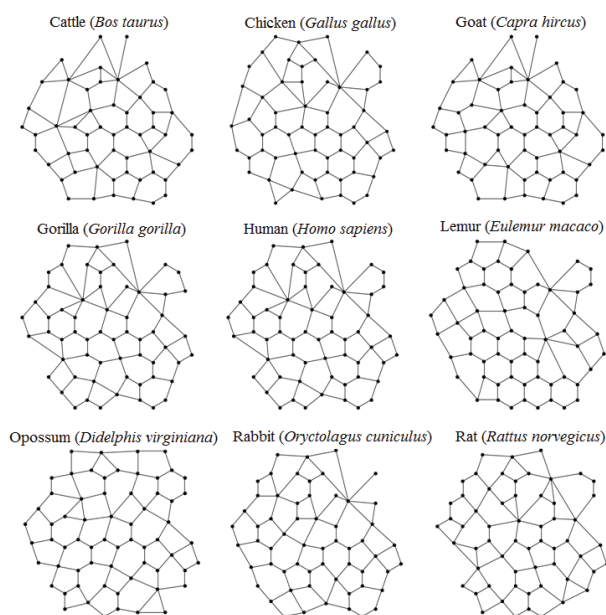 Cattle (Bos taurus)
Chicken (Gallus gallus)
Goat (Capra hircus)
Gorilla (Gorilla gorilla)
Human (Homo sapiens)
Lemur (Eulemur macaco)
Opossum (Didelphis virginiana)
Rabbit (Oryctolagus cuniculus)
Rat (Rattus norvegicus)